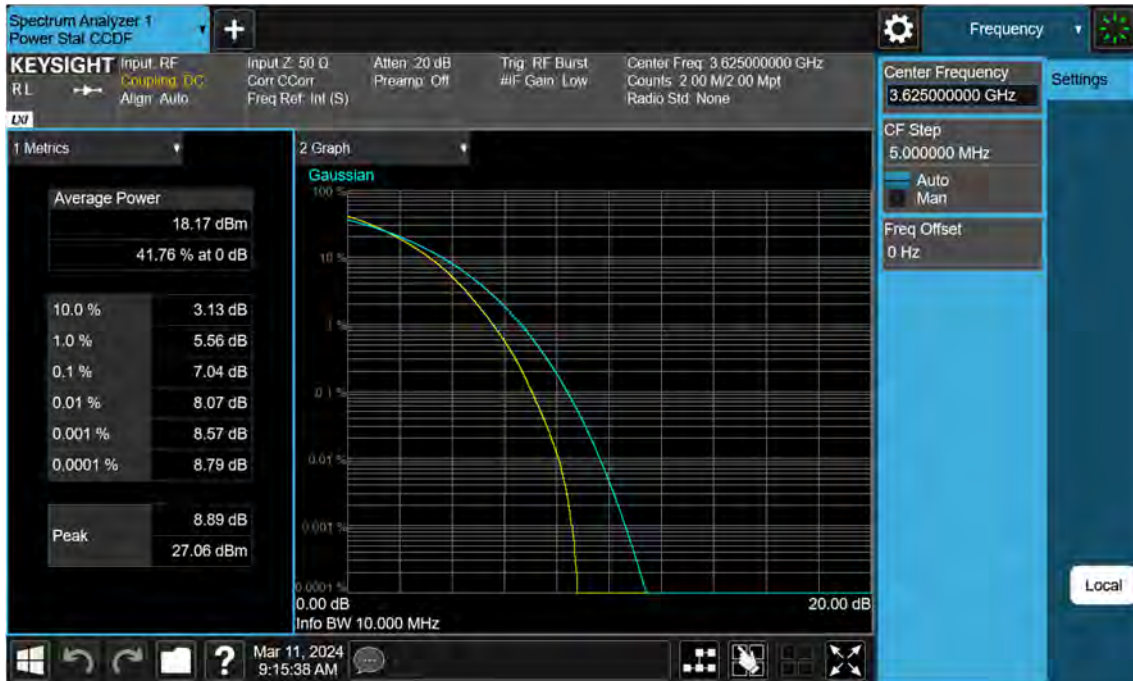 Spectrum Analyzer 1
Power Stat CCDF
+
Frequency
KEYSIGHT
RL
LXI
Input: RF
Coupling: DC
Align: Auto
Input Z: 50 Ω
Corr CCorr
Freq Ref: Int (S)
Atten: 20 dB
Preamp: Off
Trig: RF Burst
#IF Gain: Low
Center Freq: 3.625000000 GHz
Counts: 2.00 M/2.00 Mpt
Radio Std: None
Center Frequency
3.625000000 GHz
Settings
CF Step
5.000000 MHz
Auto
Man
Freq Offset
0 Hz
Local
1 Metrics
Average Power
18.17 dBm
41.76 % at 0 dB
10.0 % 3.13 dB
1.0 % 5.56 dB
0.1 % 7.04 dB
0.01 % 8.07 dB
0.001 % 8.57 dB
0.0001 % 8.79 dB
Peak
8.89 dB
27.06 dBm
2 Graph
Gaussian
100 %
10 %
1 %
0.1 %
0.01 %
0.001 %
0.0001 %
0.00 dB 20.00 dB
Info BW 10.000 MHz
?
Mar 11, 2024
9:15:38 AM